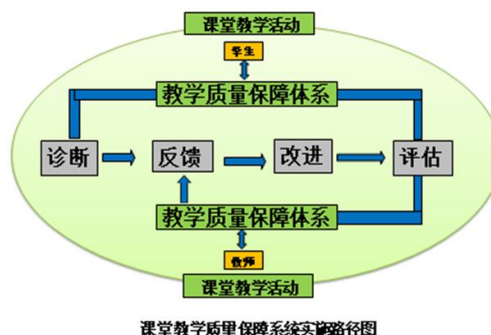 课堂教学活动
学生
教学质量保障体系
诊断
反馈
改进
评估
教学质量保障体系
教师
课堂教学活动
课堂教学质量保障系统实施路径图